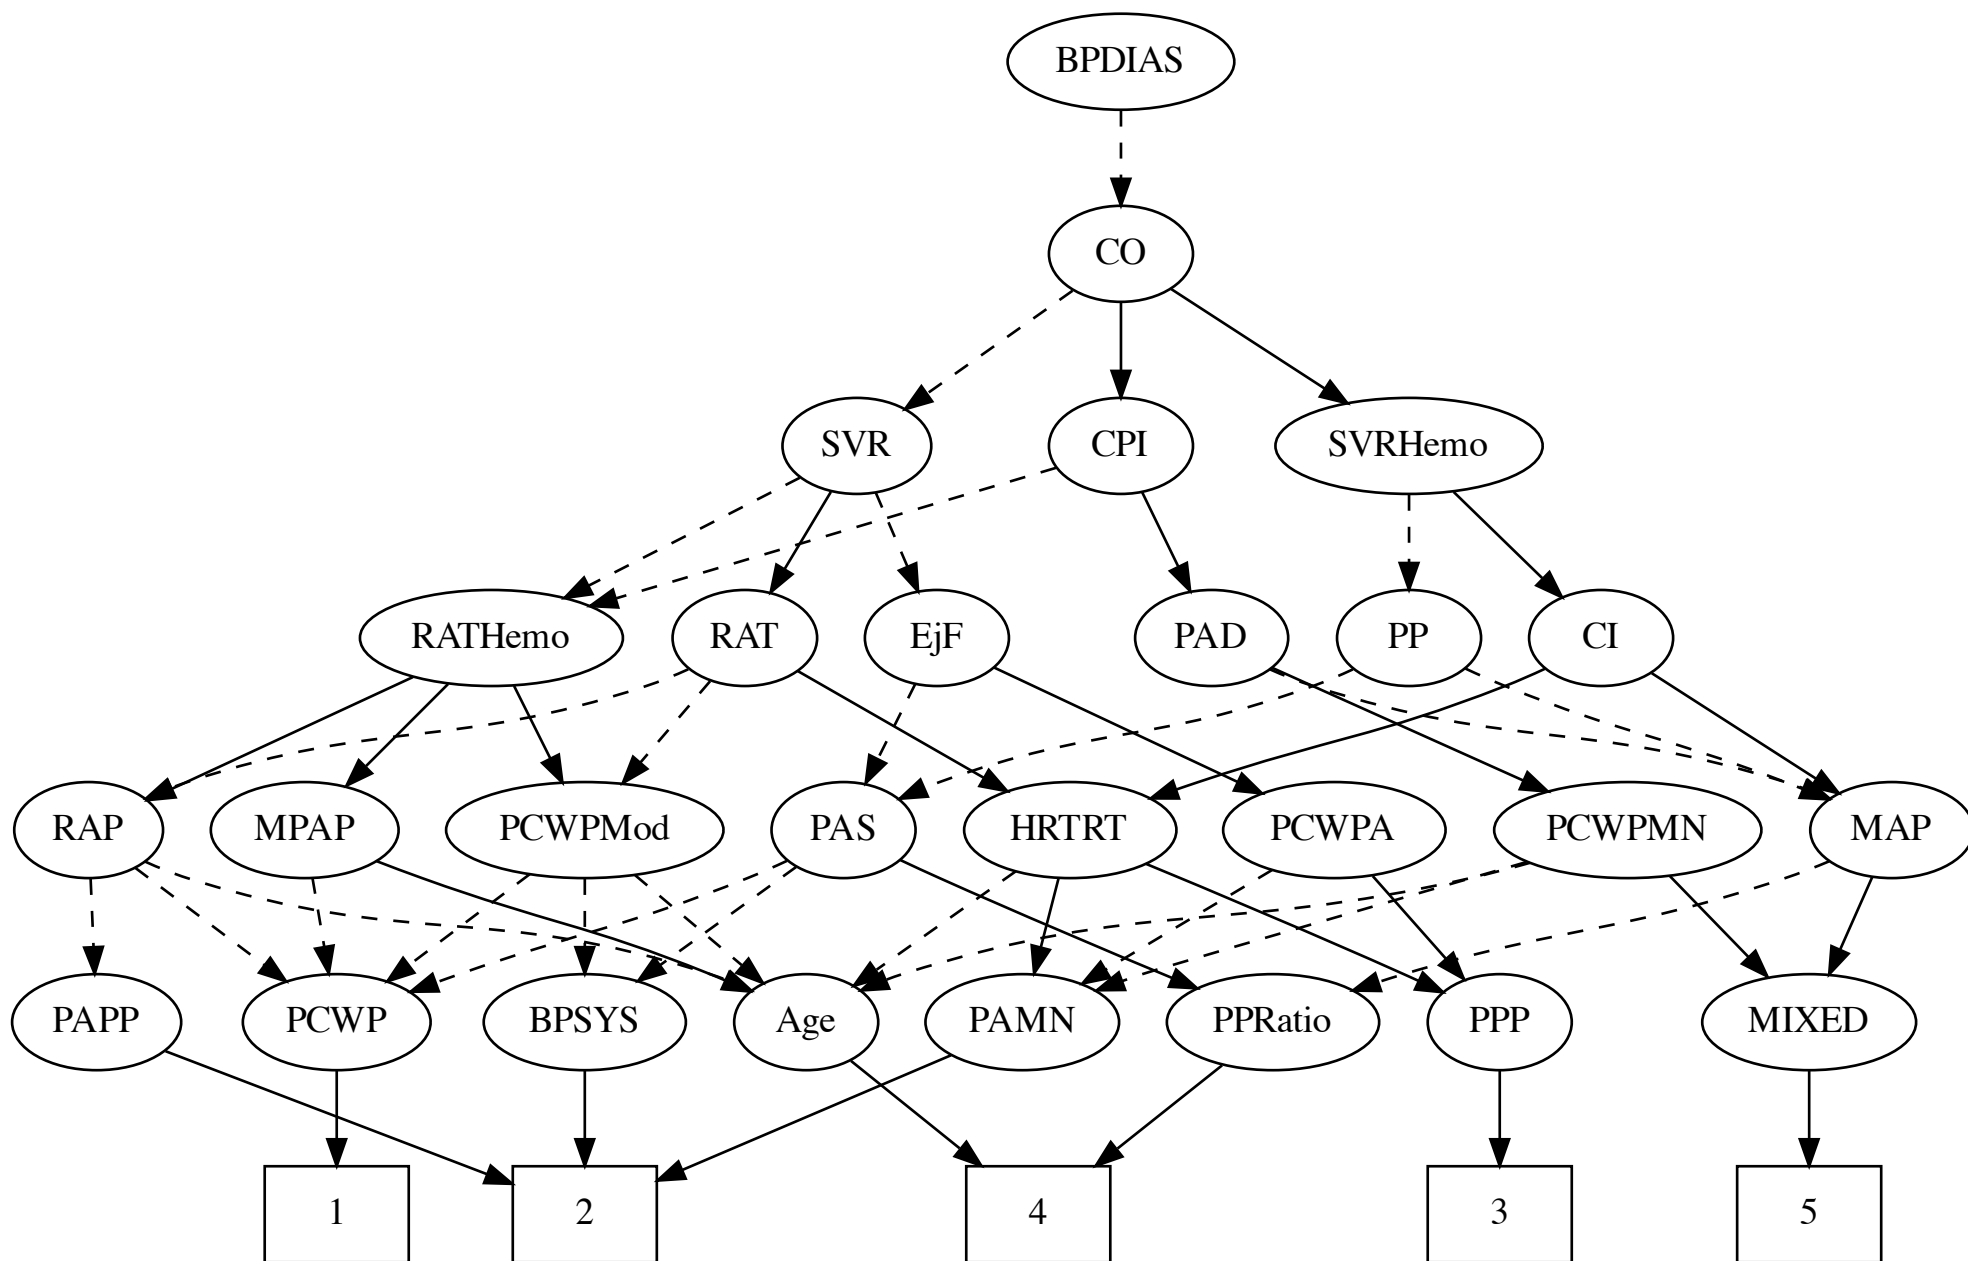 BPDIAS
CO
SVR
CPI
SVRHemo
RATHemo
RAT
EjF
PAD
PP
CI
RAP
MPAP
PCWPMod
PAS
HRTRT
PCWPA
PCWPMN
MAP
PAPP
PCWP
BPSYS
Age
PAMN
PPRatio
PPP
MIXED
1
2
4
3
5